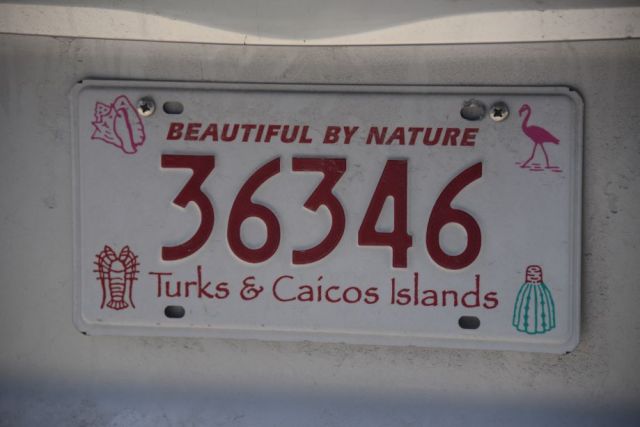 BEAUTIFUL BY NATURE
36346
Turks & Caicos Islands